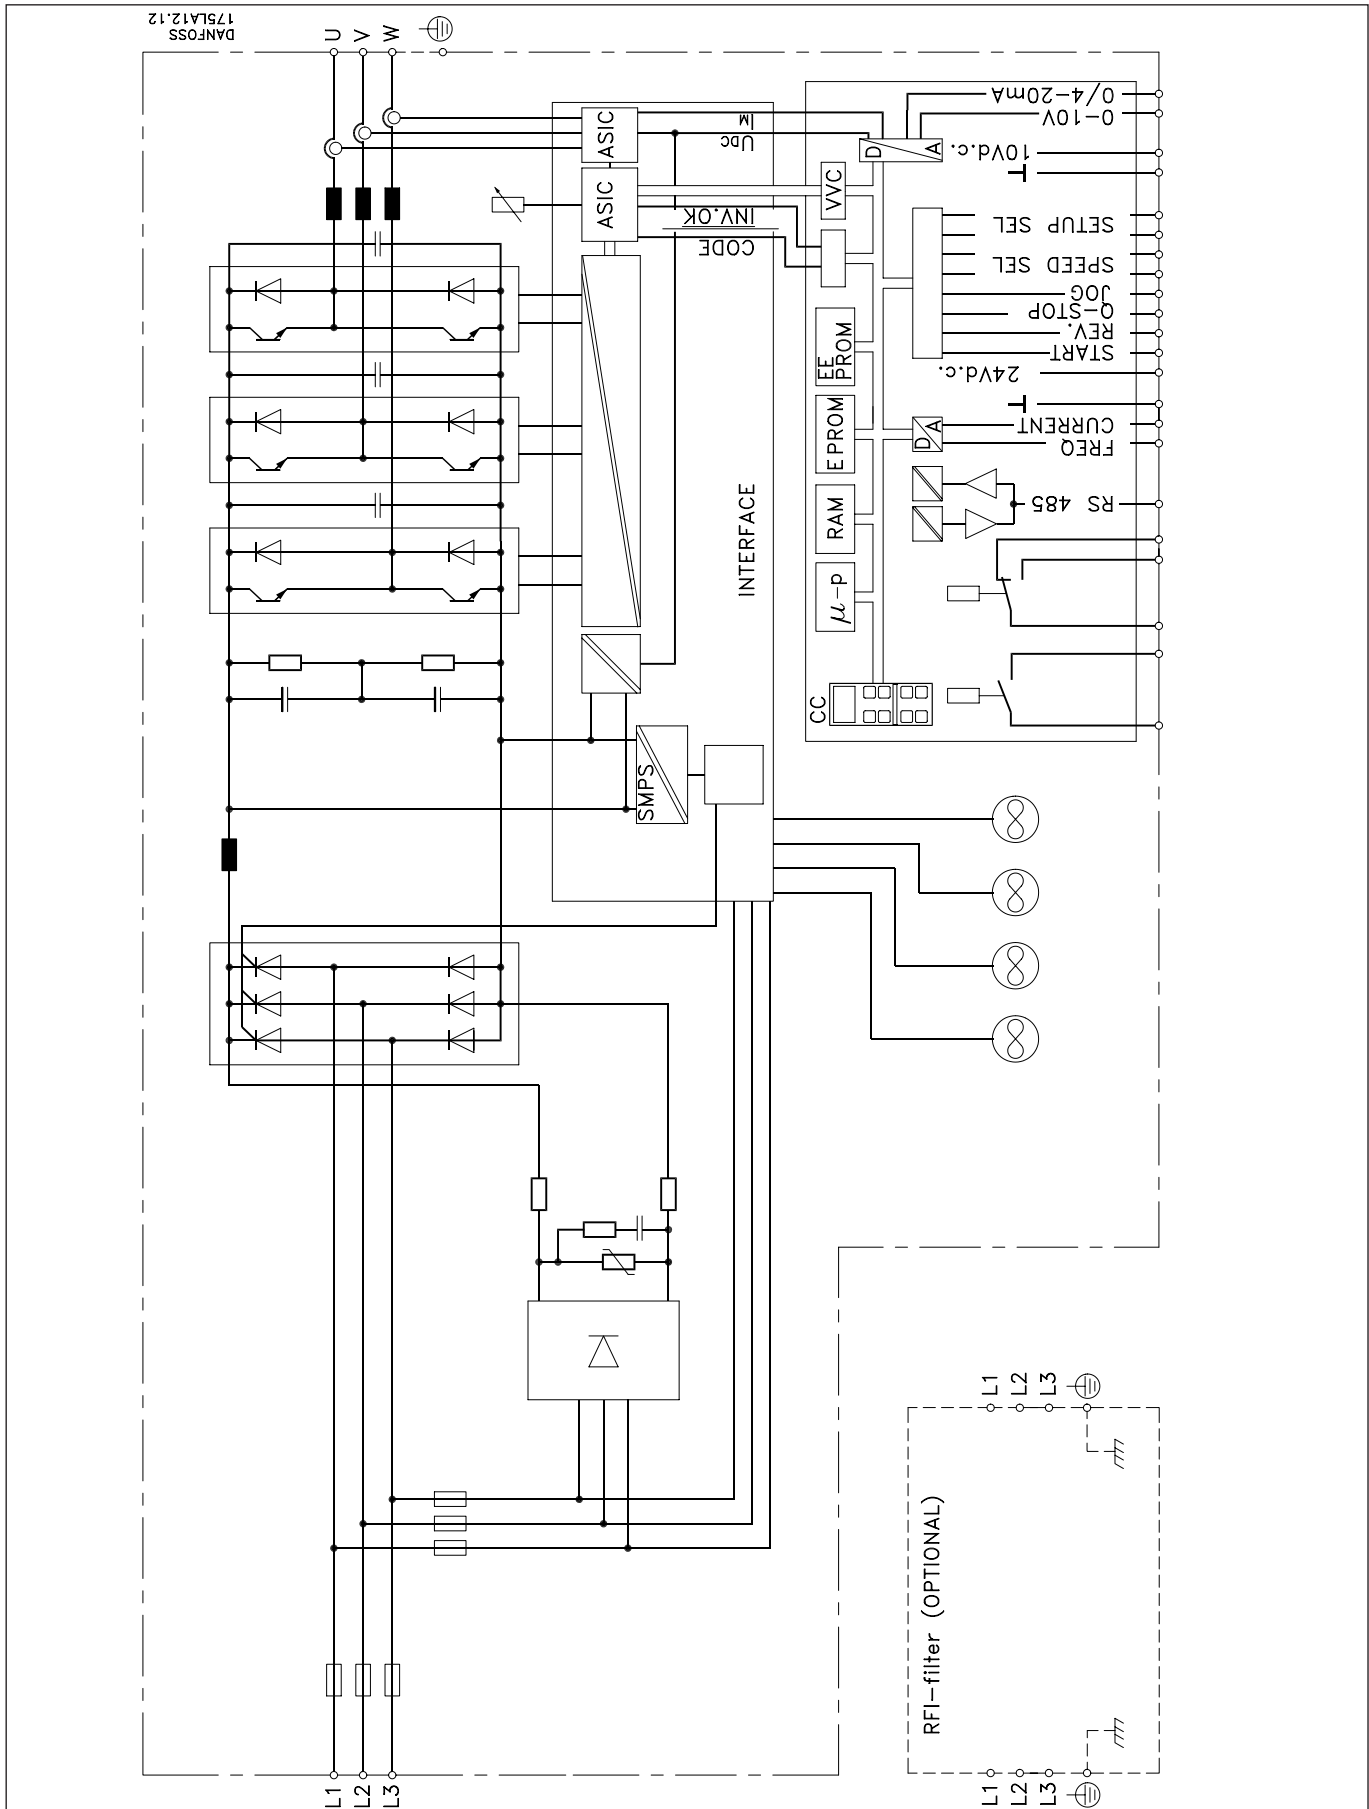 DANFOSS
175LA12.12
U
V
W
ASIC
ASIC
IM
UDC
INV.OK
CODE
INTERFACE
SMPS
D
A
VVC
EE
PROM
EPROM
RAM
μ-p
CC
D
A
0/4-20mA
0-10V
10Vd.c.
SETUP SEL
SPEED SEL
JOG
Q-STOP
REV.
START
24Vd.c.
CURRENT
FREQ
RS 485
L1
L2
L3
RFI-filter (OPTIONAL)
L1
L2
L3
L1
L2
L3